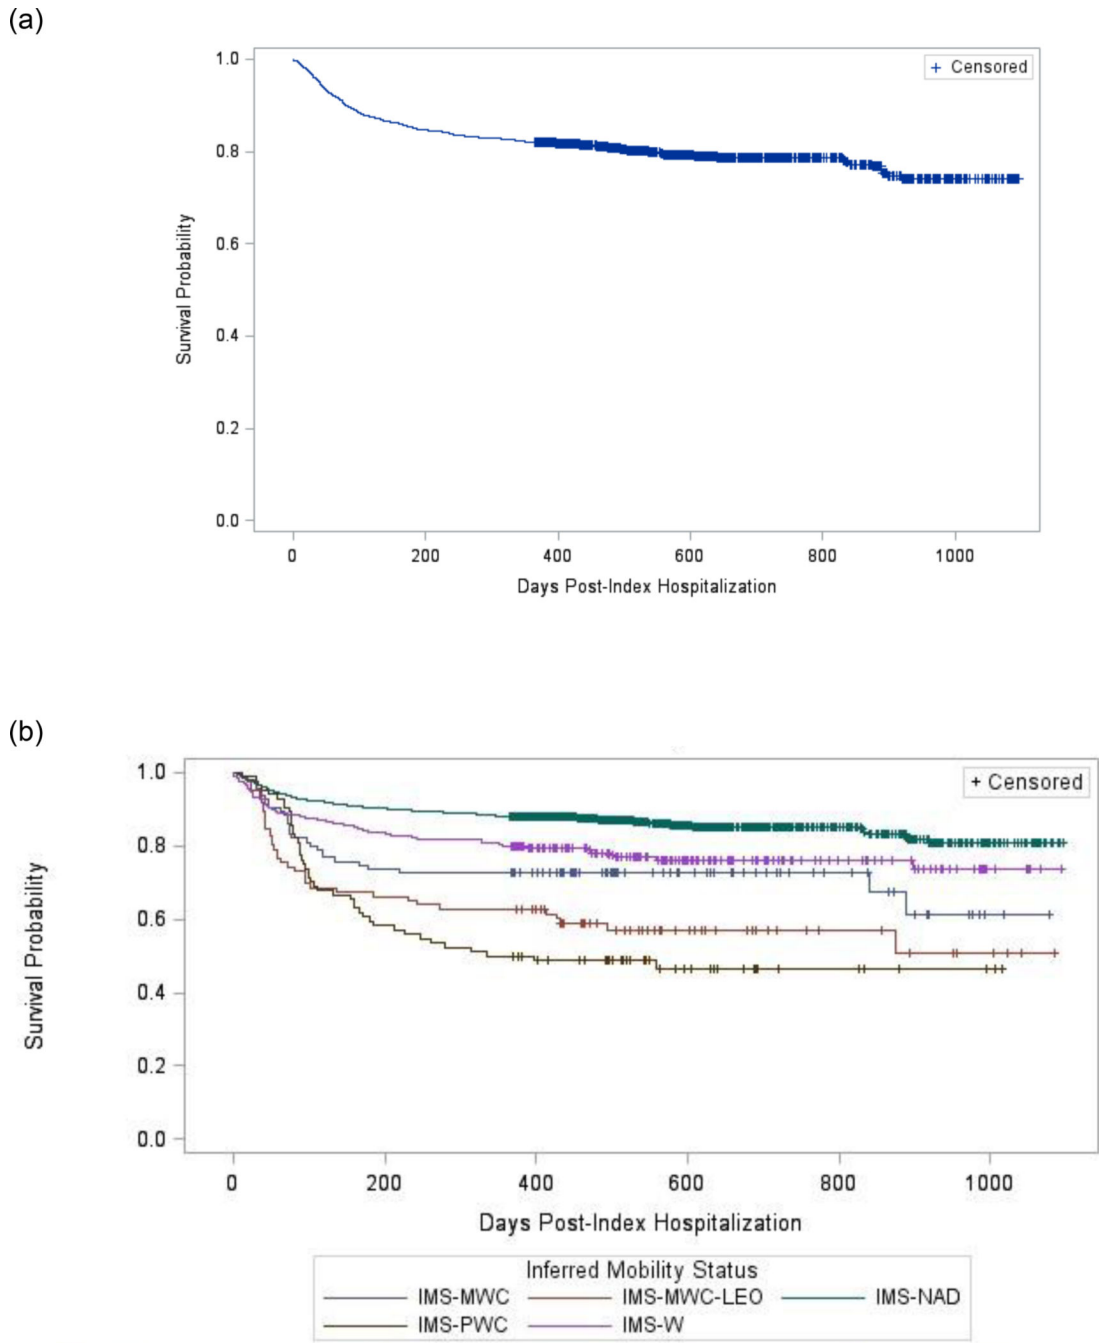 (a)
1.0
+ Censored
0.8
0.6
0.4
0.2
0.0
Survival Probability
0 200 400 600 800 1000
Days Post-Index Hospitalization
(b)
1.0
+ Censored
0.8
0.6
0.4
0.2
0.0
Survival Probability
0 200 400 600 800 1000
Days Post-Index Hospitalization
Inferred Mobility Status
IMS-MWC IMS-MWC-LEO IMS-NAD
IMS-PWC IMS-W